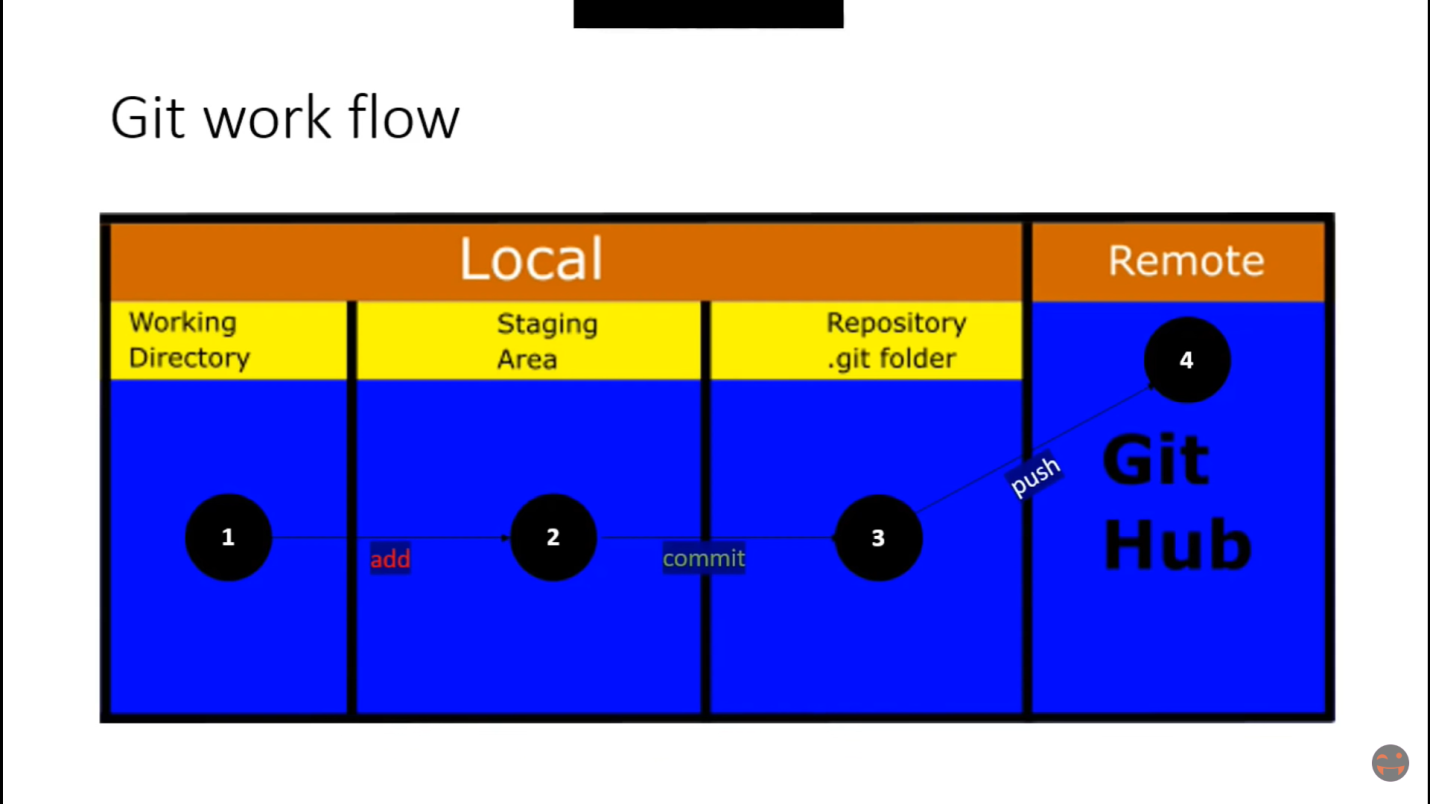 Git work flow
Local
Remote
Working
Directory
Staging
Area
Repository
.git folder
4
push
Git
Hub
1
add
2
commit
3